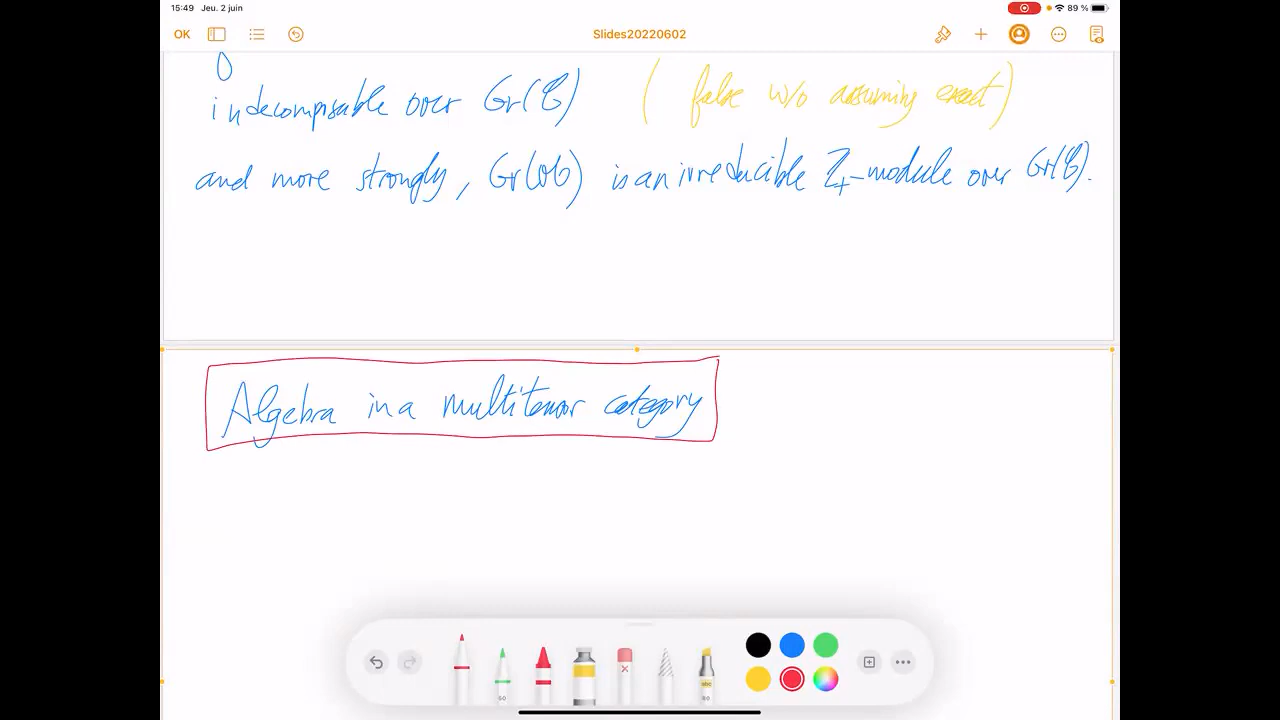 15:49 Jeu. 2 juin
89 %
OK
Slides20220602
indecomposable over Gr(𝒞) (false w/o assuming exact)
and more strongly, Gr(ℳ) is an irreducible ℤ₊-module over Gr(𝒞).
Algebra in a multitensor category